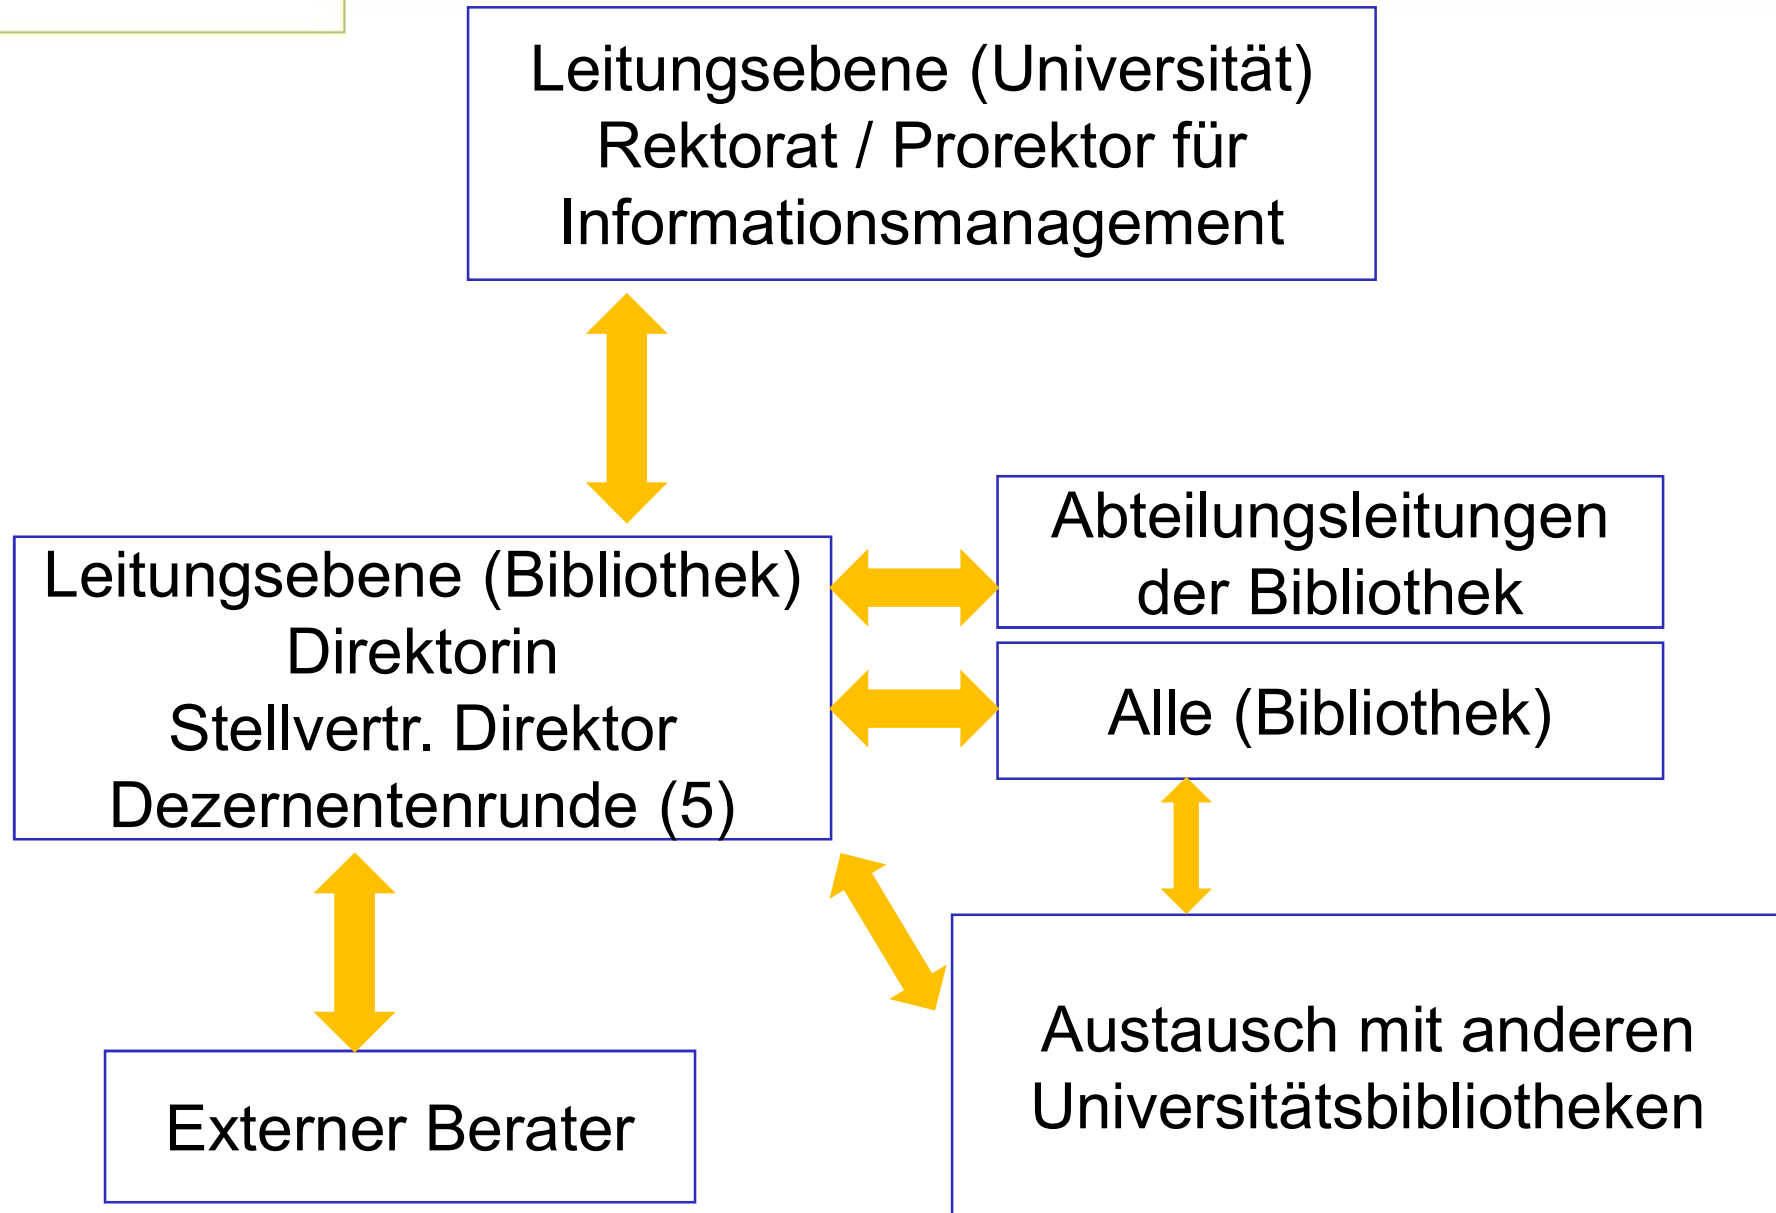 Leitungsebene (Universität)
Rektorat / Prorektor für
Informationsmanagement
Leitungsebene (Bibliothek)
Direktorin
Stellvertr. Direktor
Dezernentenrunde (5)
Abteilungsleitungen
der Bibliothek
Alle (Bibliothek)
Externer Berater
Austausch mit anderen
Universitätsbibliotheken